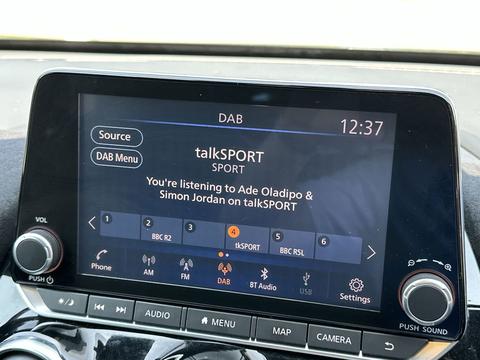 DAB
12:37
Source
DAB Menu
talkSPORT
SPORT
You're listening to Ade Oladipo &
Simon Jordan on talkSPORT
1 2 3 4 5 6
BBC R2 tkSPORT BBC R5L
Phone AM FM DAB BT Audio USB Settings
VOL
PUSH
PUSH SOUND
AUDIO MENU MAP CAMERA